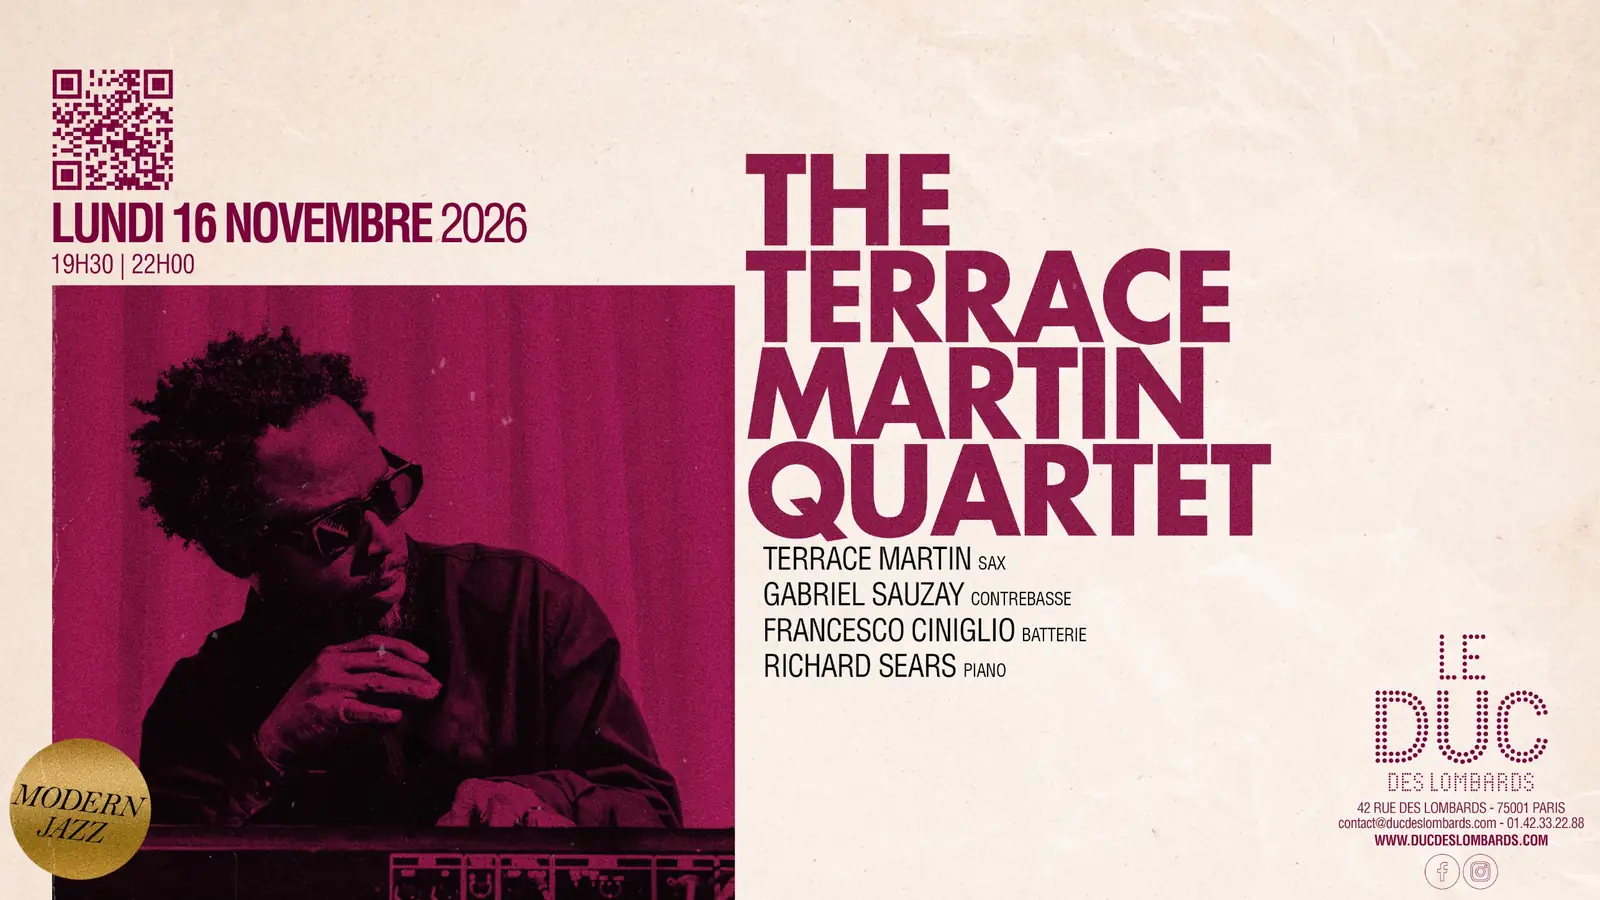 LUNDI 16 NOVEMBRE 2026
19H30 | 22H00
THE
TERRACE
MARTIN
QUARTET
TERRACE MARTIN SAX
GABRIEL SAUZAY CONTREBASSE
FRANCESCO CINIGLIO BATTERIE
RICHARD SEARS PIANO
MODERN
JAZZ
LE
DUC
DES LOMBARDS
42 RUE DES LOMBARDS - 75001 PARIS
contact@ducdeslombards.com - 01.42.33.22.88
WWW.DUCDESLOMBARDS.COM